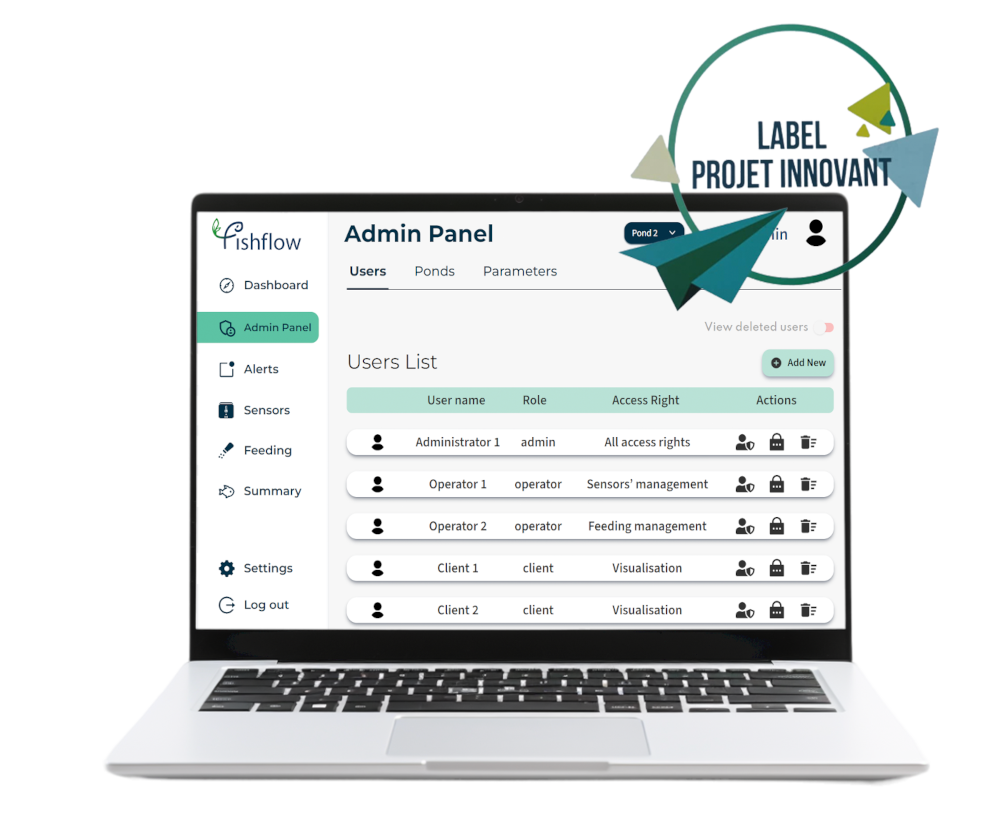 LABEL
PROJET INNOVANT
Fishflow
Admin Panel
Pond 2
Users
Ponds
Parameters
Dashboard
Admin Panel
Alerts
Sensors
Feeding
Summary
Settings
Log out
View deleted users
Users List
Add New
User name Role Access Right Actions
Administrator 1 admin All access rights
Operator 1 operator Sensors' management
Operator 2 operator Feeding management
Client 1 client Visualisation
Client 2 client Visualisation